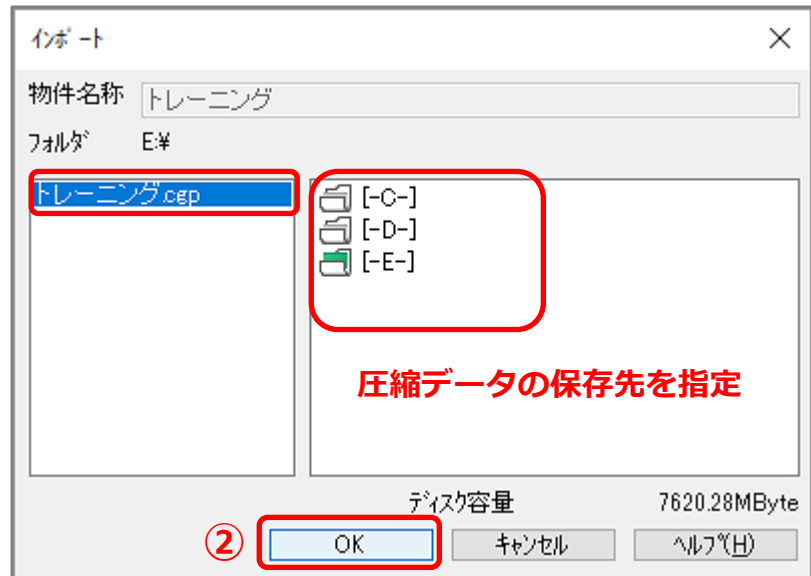 インポート
物件名称 トレーニング
フォルダ E:¥
トレーニング.cgp
[-C-]
[-D-]
[-E-]
圧縮データの保存先を指定
ディスク容量 7620.28MByte
② OK キャンセル ヘルプ(H)